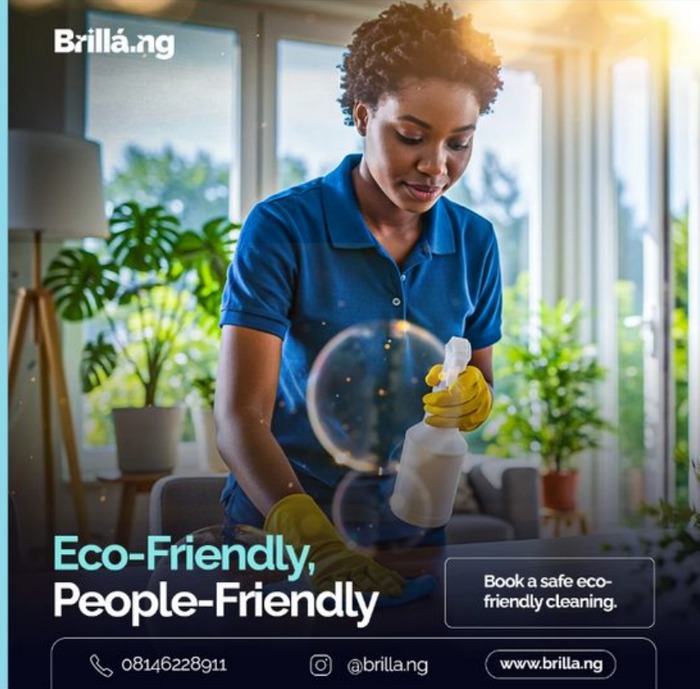 Brillá.ng
Eco-Friendly,
People-Friendly
Book a safe eco-
friendly cleaning.
08146228911
@brilla.ng
www.brilla.ng